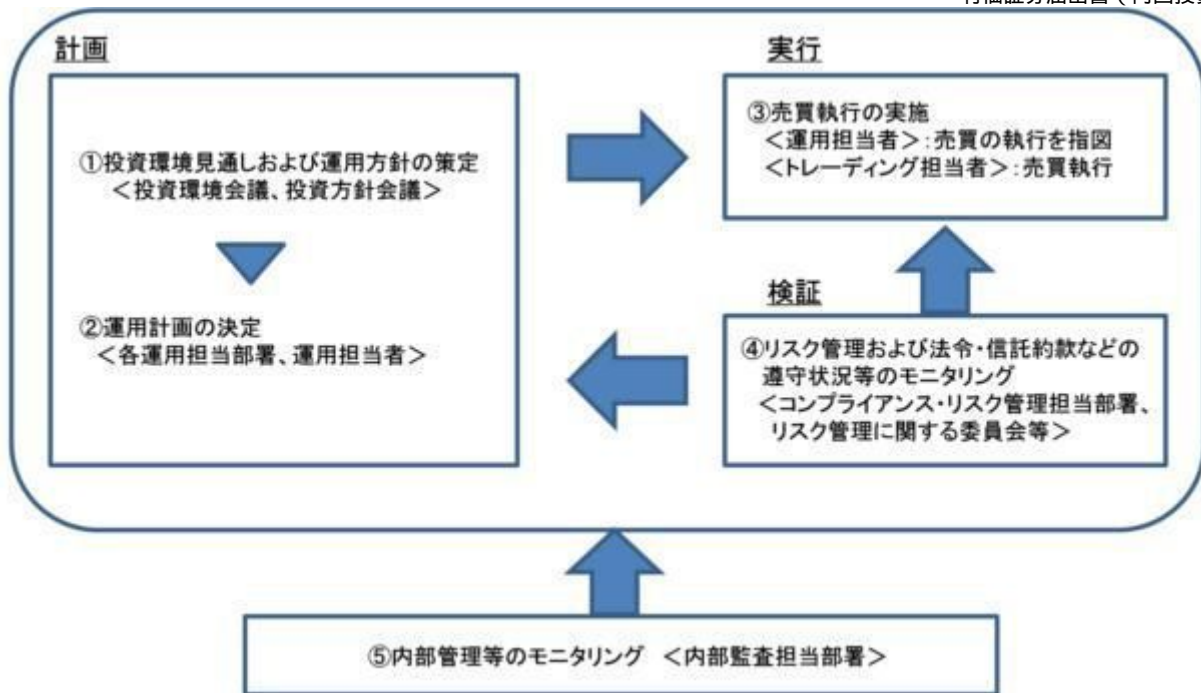 計画
①投資環境見通しおよび運用方針の策定
＜投資環境会議、投資方針会議＞
②運用計画の決定
＜各運用担当部署、運用担当者＞
実行
③売買執行の実施
＜運用担当者＞：売買の執行を指図
＜トレーディング担当者＞：売買執行
検証
④リスク管理および法令・信託約款などの
遵守状況等のモニタリング
＜コンプライアンス・リスク管理担当部署、
リスク管理に関する委員会等＞
⑤内部管理等のモニタリング ＜内部監査担当部署＞